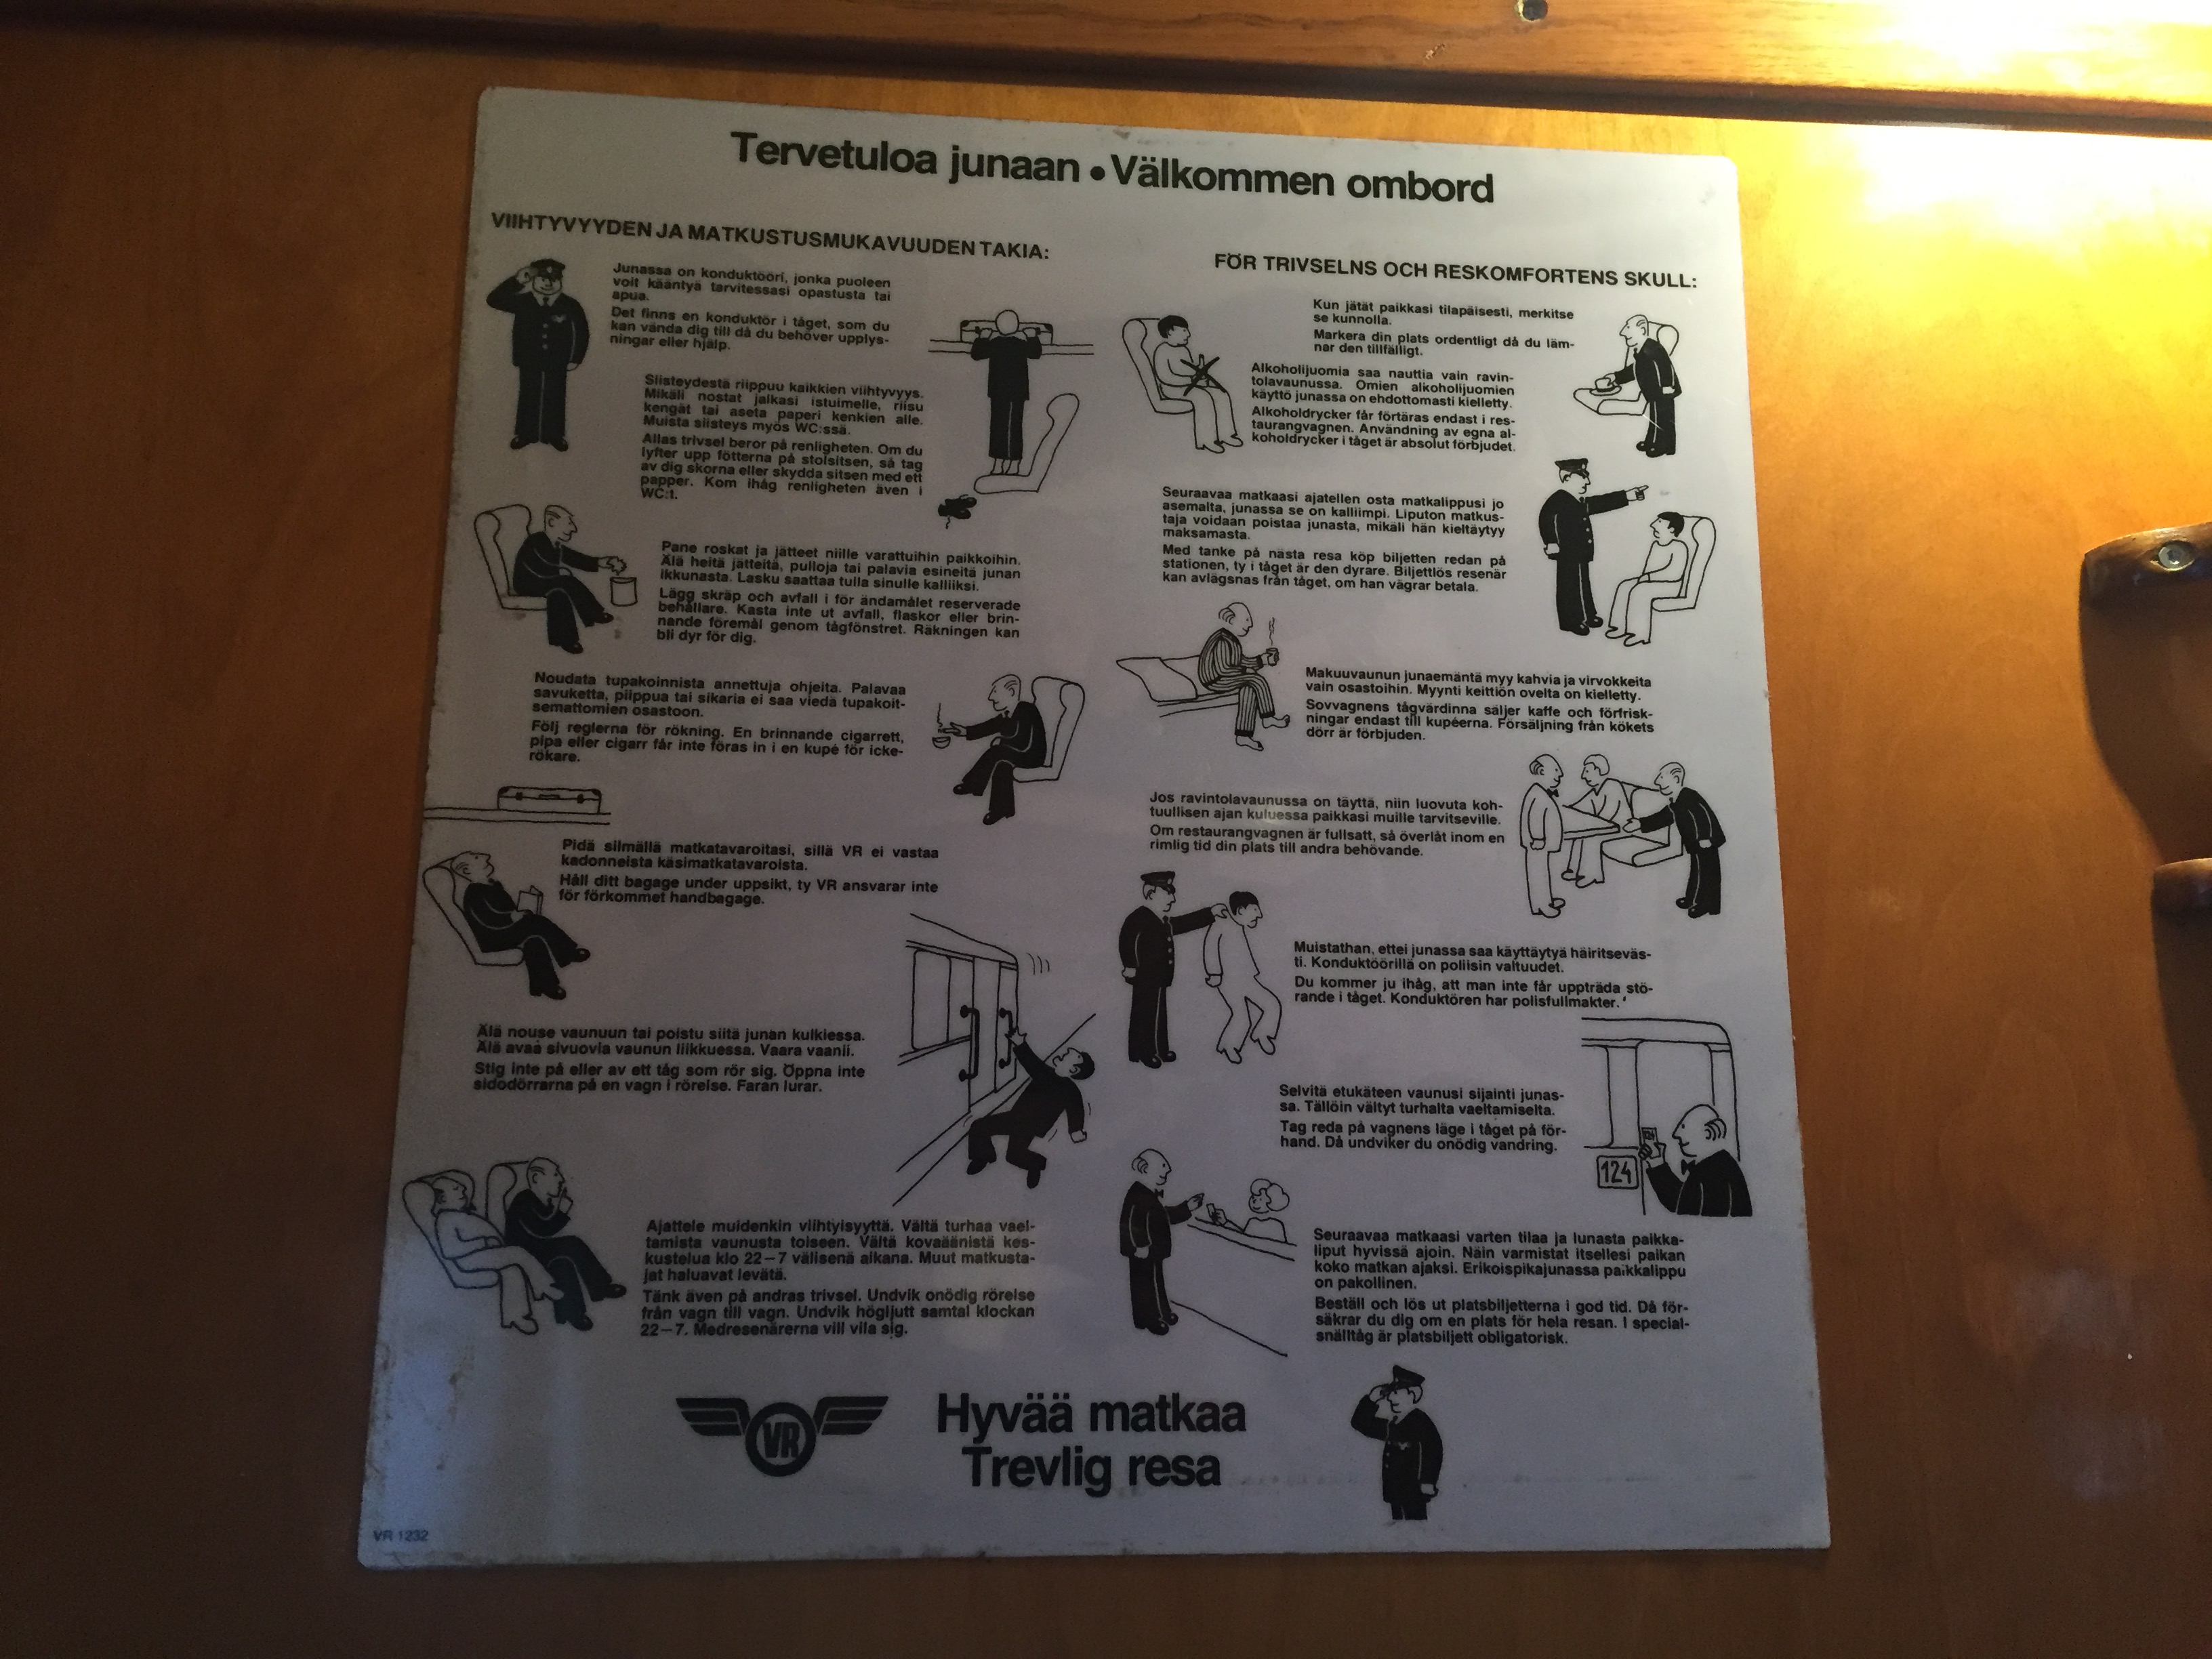 Tervetuloa junaan • Välkommen ombord
VIIHTYVYYDEN JA MATKUSTUSMUKAVUUDEN TAKIA:
Junassa on konduktööri, jonka puoleen
voit kääntyä tarvitessasi opastusta tai
apua.
Det finns en konduktör i tåget, som du
kan vända dig till då du behöver upplys-
ningar eller hjälp.
Siisteydestä riippuu kaikkien viihtyvyys.
Mikäli nostat jalkasi istuimelle, riisu
kengät tai aseta paperi kenkien alle.
Muista siisteys myös WC:ssä.
Allas trivsel beror på renligheten. Om du
lyfter upp fötterna på stolsitsen, så tag
av dig skorna eller skydda sitsen med ett
papper. Kom ihåg renligheten även i
WC:t.
Pane roskat ja jätteet niille varattuihin paikkoihin.
Älä heitä jätteitä, pulloja tai palavia esineitä junan
ikkunasta. Lasku saattaa tulla sinulle kalliiksi.
Lägg skräp och avfall i för ändamålet reserverade
behållare. Kasta inte ut avfall, flaskor eller brin-
nande föremål genom tågfönstret. Räkningen kan
bli dyr för dig.
Noudata tupakoinnista annettuja ohjeita. Palavaa
savuketta, piippua tai sikaria ei saa viedä tupakoit-
semattomien osastoon.
Följ reglerna för rökning. En brinnande cigarrett,
pipa eller cigarr får inte föras in i en kupé för icke-
rökare.
Pidä silmällä matkatavaroitasi, sillä VR ei vastaa
kadonneista käsimatkatavaroista.
Håll ditt bagage under uppsikt, ty VR ansvarar inte
för förkommet handbagage.
Älä nouse vaunuun tai poistu siitä junan kulkiessa.
Älä avaa sivuovia vaunun liikkuessa. Vaara vaanii.
Stig inte på eller av ett tåg som rör sig. Öppna inte
sidodörrarna på en vagn i rörelse. Faran lurar.
Ajattele muidenkin viihtyisyyttä. Vältä turhaa vael-
tamista vaunusta toiseen. Vältä kovaäänistä kes-
kustelua klo 22–7 välisenä aikana. Muut matkusta-
jat haluavat levätä.
Tänk även på andras trivsel. Undvik onödig rörelse
från vagn till vagn. Undvik högljutt samtal klockan
22–7. Medresenärerna vill vila sig.
FÖR TRIVSELNS OCH RESKOMFORTENS SKULL:
Kun jätät paikkasi tilapäisesti, merkitse
se kunnolla.
Markera din plats ordentligt då du läm-
nar den tillfälligt.
Alkoholijuomia saa nauttia vain ravin-
tolavaunussa. Omien alkoholijuomien
käyttö junassa on ehdottomasti kielletty.
Alkoholdrycker får förtäras endast i res-
taurangvagnen. Användning av egna al-
koholdrycker i tåget är absolut förbjudet.
Seuraavaa matkaasi ajatellen osta matkalippusi jo
asemalta, junassa se on kalliimpi. Liputon matkus-
taja voidaan poistaa junasta, mikäli hän kieltäytyy
maksamasta.
Med tanke på nästa resa köp biljetten redan på
stationen, ty i tåget är den dyrare. Biljettlös resenär
kan avlägsnas från tåget, om han vägrar betala.
Makuuvaunun junaemäntä myy kahvia ja virvokkeita
vain osastoihin. Myynti keittiön ovelta on kielletty.
Sovvagnens tågvärdinna säljer kaffe och förfrisk-
ningar endast till kupéerna. Försäljning från kökets
dörr är förbjuden.
Jos ravintolavaunussa on täyttä, niin luovuta koh-
tuullisen ajan kuluessa paikkasi muille tarvitseville.
Om restaurangvagnen är fullsatt, så överlåt inom en
rimlig tid din plats till andra behövande.
Muistathan, ettei junassa saa käyttäytyä häiritseväs-
ti. Konduktöörillä on poliisin valtuudet.
Du kommer ju ihåg, att man inte får uppträda stö-
rande i tåget. Konduktören har polisfullmakter.
Selvitä etukäteen vaunusi sijainti junas-
sa. Tällöin vältyt turhalta vaeltamiselta.
Tag reda på vagnens läge i tåget på för-
hand. Då undviker du onödig vandring.
124
Seuraavaa matkaasi varten tilaa ja lunasta paikka-
liput hyvissä ajoin. Näin varmistat itsellesi paikan
koko matkan ajaksi. Erikoispikajunassa paikkalippu
on pakollinen.
Beställ och lös ut platsbiljetterna i god tid. Då för-
säkrar du dig om en plats för hela resan. I special-
snälltåg är platsbiljett obligatorisk.
VR
Hyvää matkaa
Trevlig resa
VR 1232